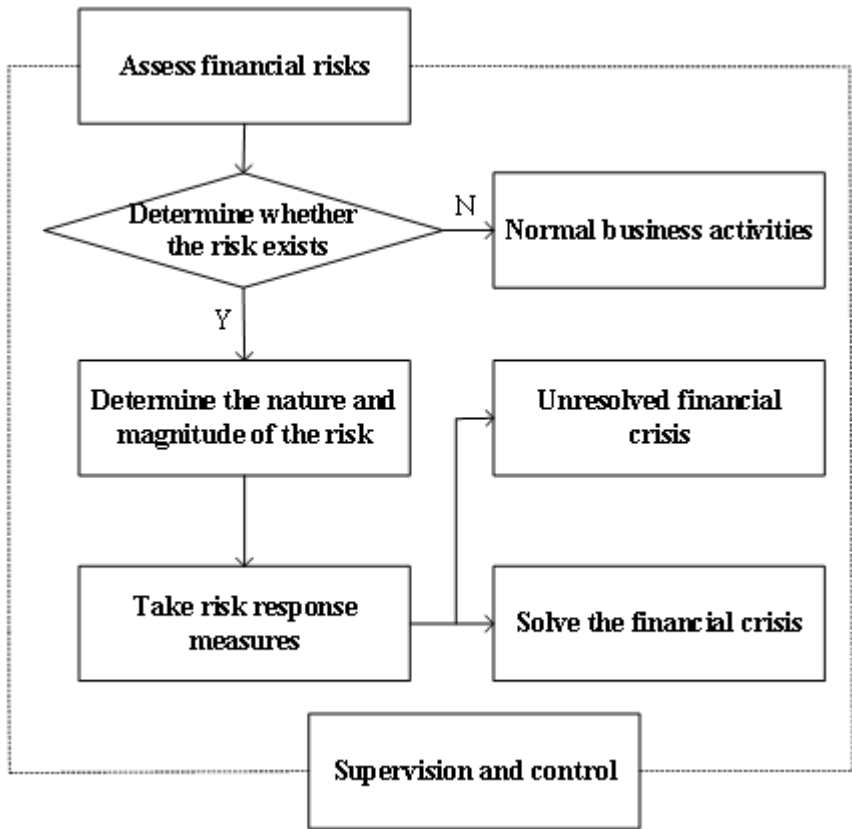 Assess financial risks
Determine whether
the risk exists
N
Normal business activities
Y
Determine the nature and
magnitude of the risk
Unresolved financial
crisis
Take risk response
measures
Solve the financial crisis
Supervision and control